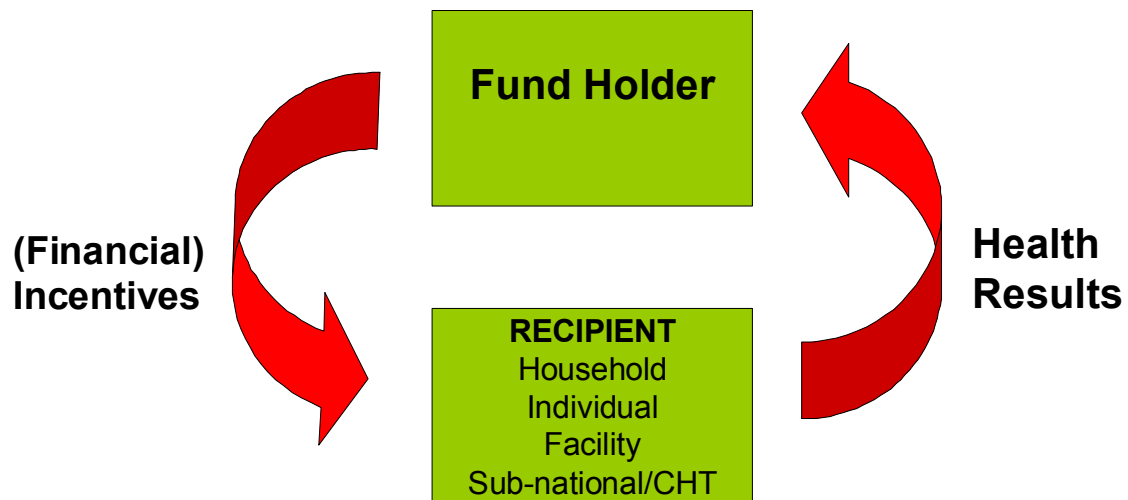 Fund Holder
(Financial)
Incentives
Health
Results
RECIPIENT
Household
Individual
Facility
Sub-national/CHT